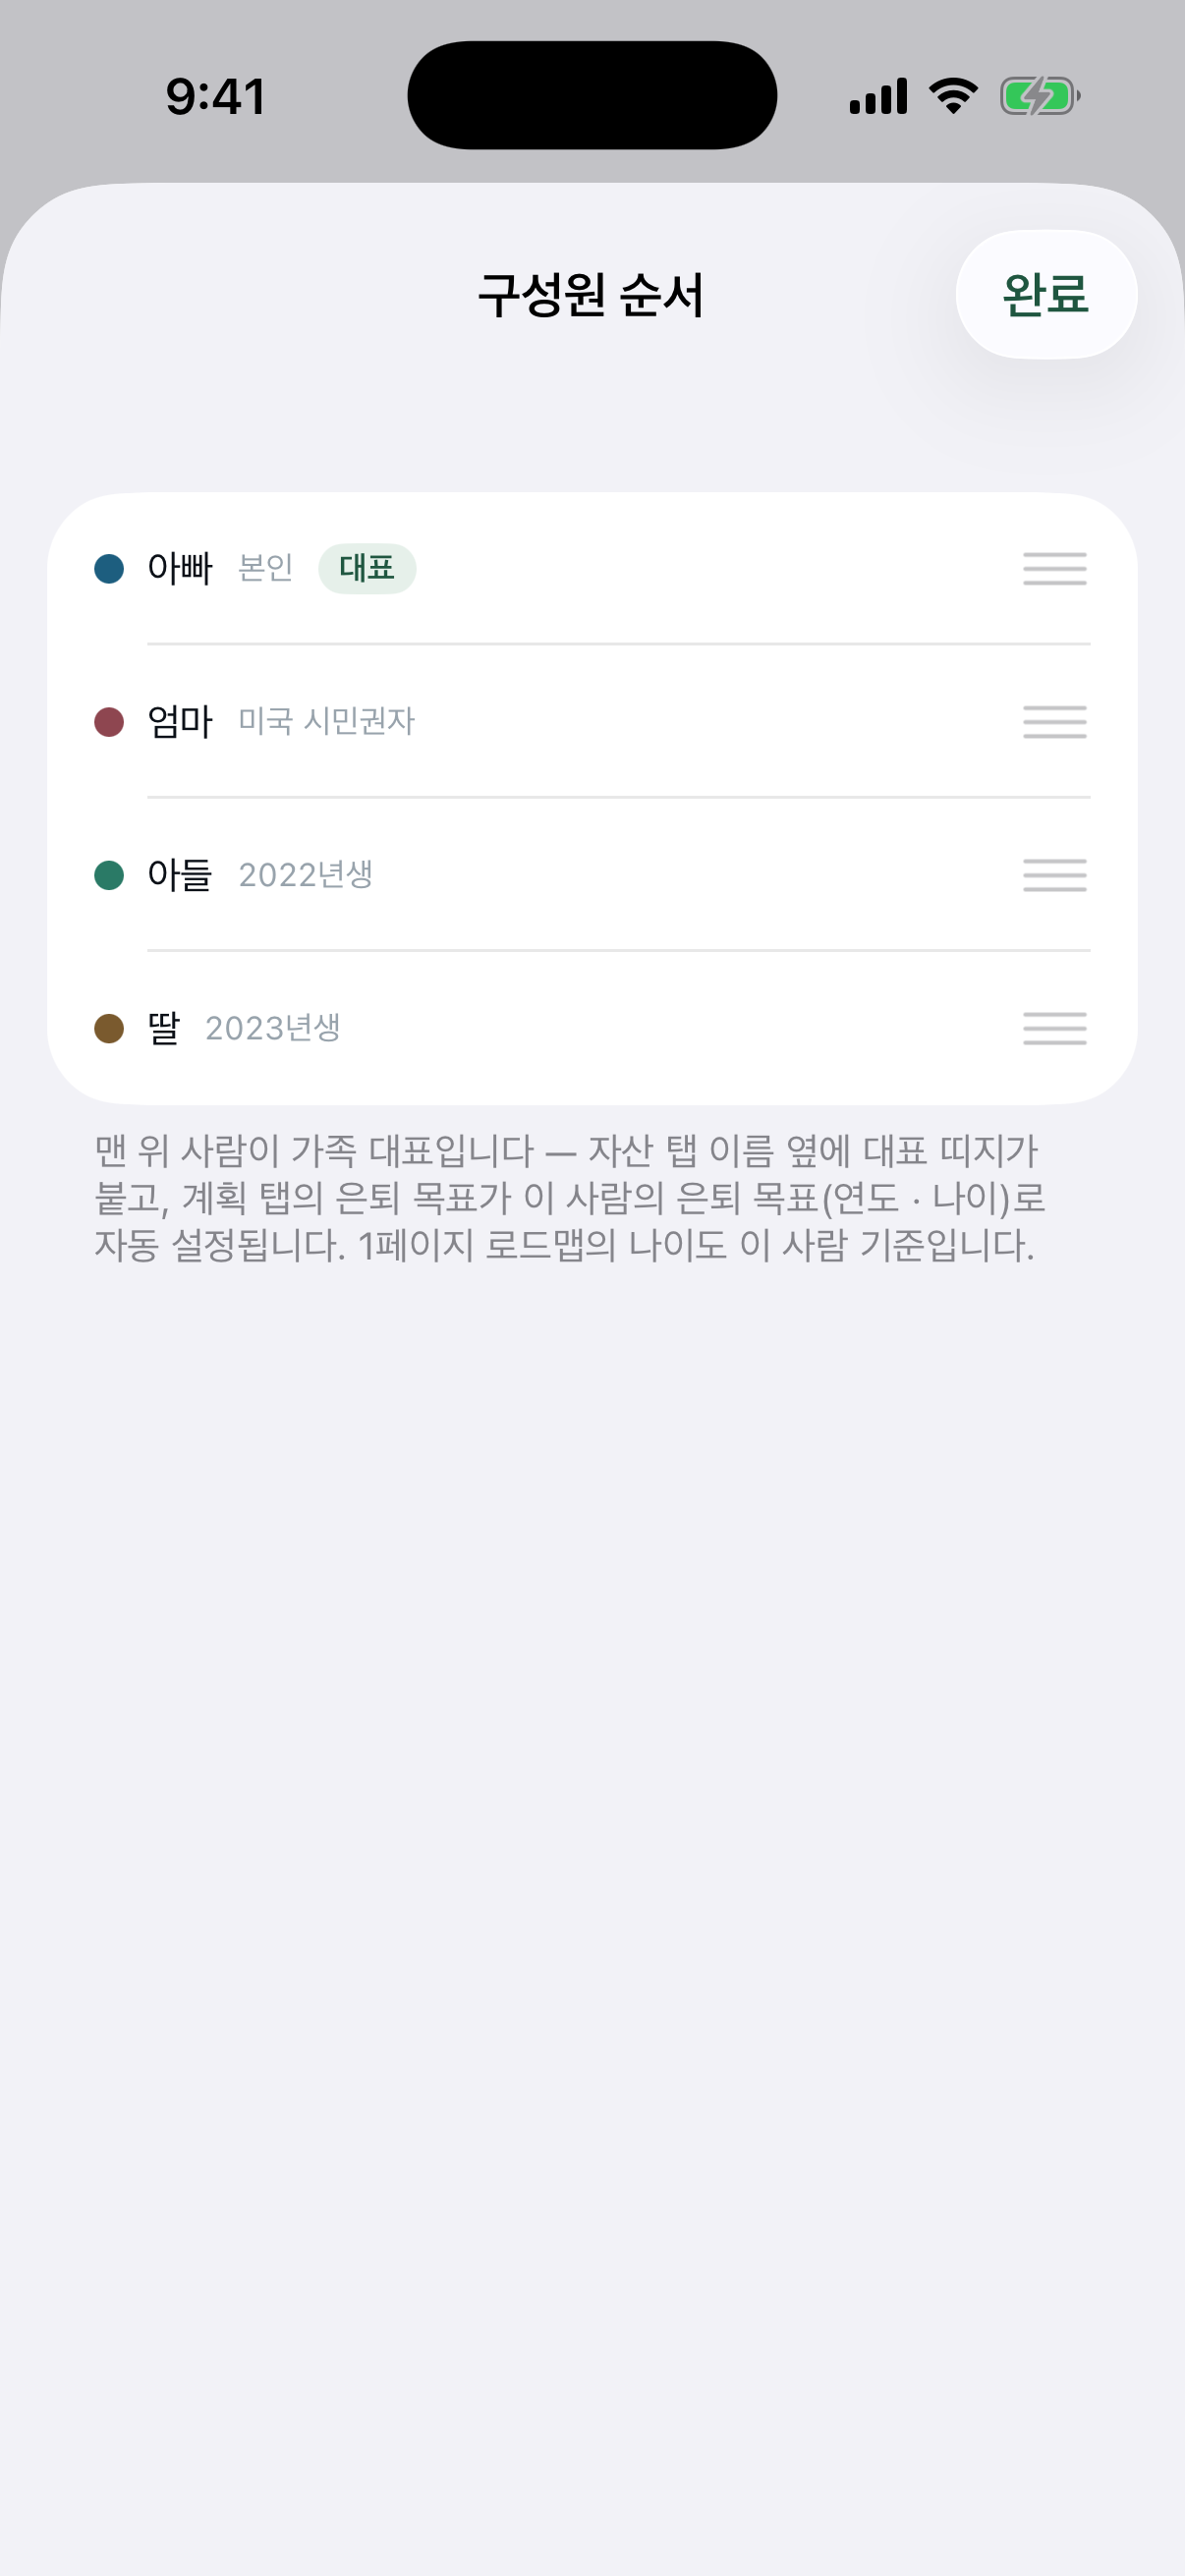 9:41
구성원 순서
완료
아빠 본인 대표
엄마 미국 시민권자
아들 2022년생
딸 2023년생
맨 위 사람이 가족 대표입니다 — 자산 탭 이름 옆에 대표 띠지가
붙고, 계획 탭의 은퇴 목표가 이 사람의 은퇴 목표(연도 · 나이)로
자동 설정됩니다. 1페이지 로드맵의 나이도 이 사람 기준입니다.